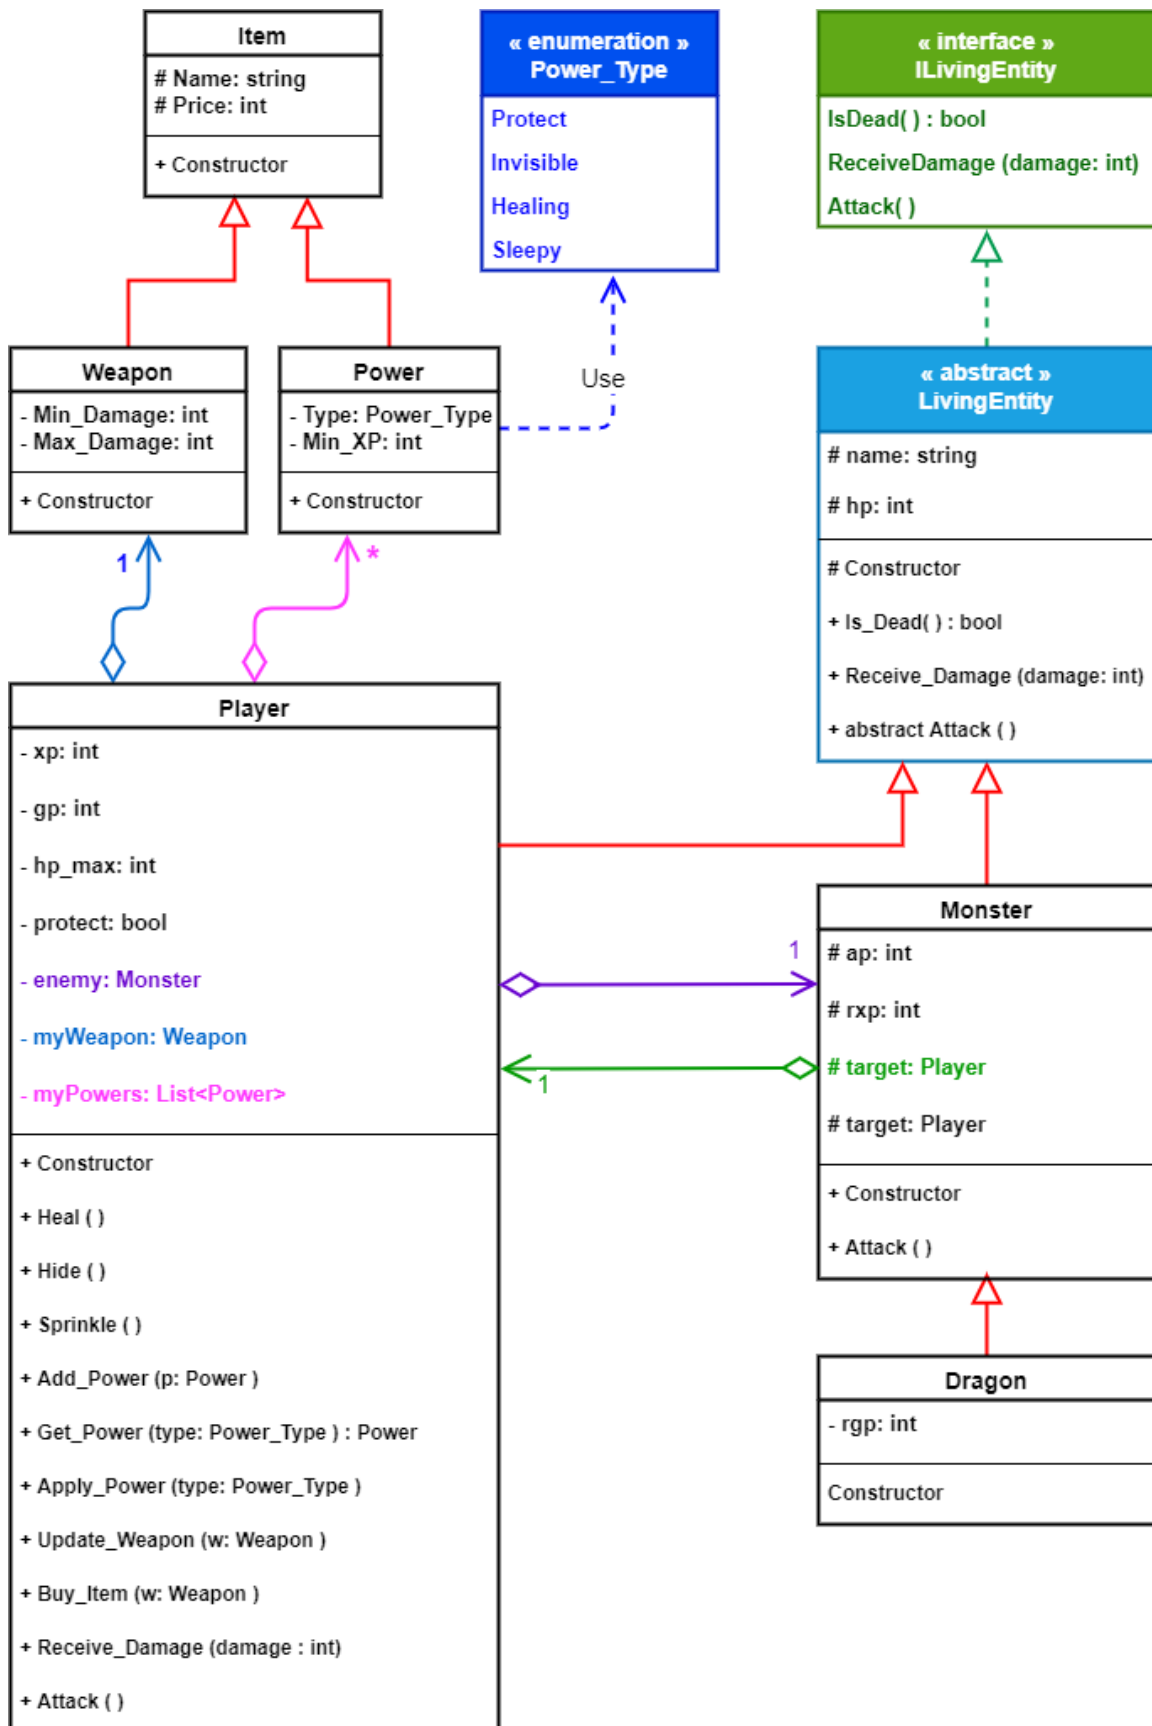 Item
# Name: string
# Price: int
+ Constructor
« enumeration »
Power_Type
Protect
Invisible
Healing
Sleepy
« interface »
ILivingEntity
IsDead( ) : bool
ReceiveDamage (damage: int)
Attack( )
Weapon
- Min_Damage: int
- Max_Damage: int
+ Constructor
Power
- Type: Power_Type
- Min_XP: int
+ Constructor
Use
« abstract »
LivingEntity
# name: string
# hp: int
# Constructor
+ Is_Dead( ) : bool
+ Receive_Damage (damage: int)
+ abstract Attack ( )
1
*
Player
- xp: int
- gp: int
- hp_max: int
- protect: bool
- enemy: Monster
- myWeapon: Weapon
- myPowers: List<Power>
+ Constructor
+ Heal ( )
+ Hide ( )
+ Sprinkle ( )
+ Add_Power (p: Power )
+ Get_Power (type: Power_Type ) : Power
+ Apply_Power (type: Power_Type )
+ Update_Weapon (w: Weapon )
+ Buy_Item (w: Weapon )
+ Receive_Damage (damage : int)
+ Attack ( )
1
1
Monster
# ap: int
# rxp: int
# target: Player
# target: Player
+ Constructor
+ Attack ( )
Dragon
- rgp: int
Constructor